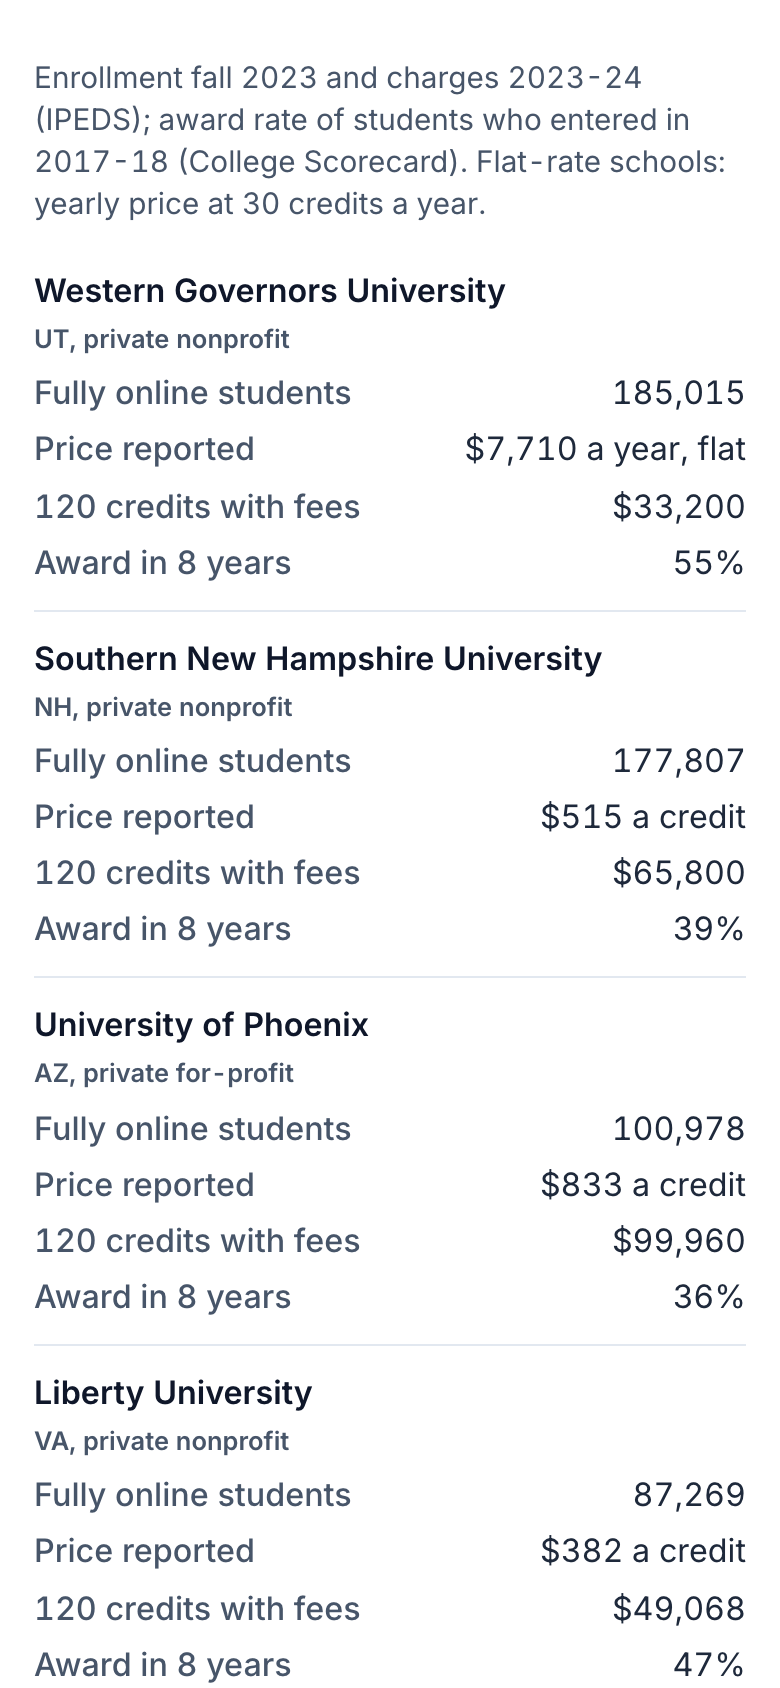 Enrollment fall 2023 and charges 2023-24
(IPEDS); award rate of students who entered in
2017-18 (College Scorecard). Flat-rate schools:
yearly price at 30 credits a year.
Western Governors University
UT, private nonprofit
Fully online students 185,015
Price reported $7,710 a year, flat
120 credits with fees $33,200
Award in 8 years 55%
Southern New Hampshire University
NH, private nonprofit
Fully online students 177,807
Price reported $515 a credit
120 credits with fees $65,800
Award in 8 years 39%
University of Phoenix
AZ, private for-profit
Fully online students 100,978
Price reported $833 a credit
120 credits with fees $99,960
Award in 8 years 36%
Liberty University
VA, private nonprofit
Fully online students 87,269
Price reported $382 a credit
120 credits with fees $49,068
Award in 8 years 47%